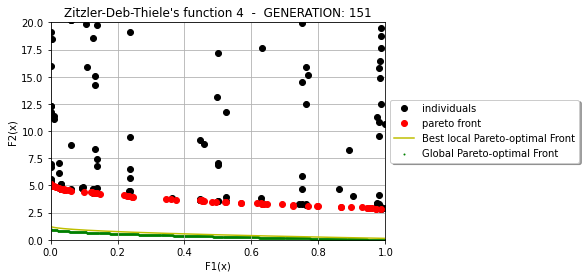 Zitzler-Deb-Thiele's function 4 - GENERATION: 151
20.0
17.5
15.0
12.5
10.0
7.5
5.0
2.5
0.0
F2(x)
0.0 0.2 0.4 0.6 0.8 1.0
F1(x)
individuals
pareto front
Best local Pareto-optimal Front
Global Pareto-optimal Front